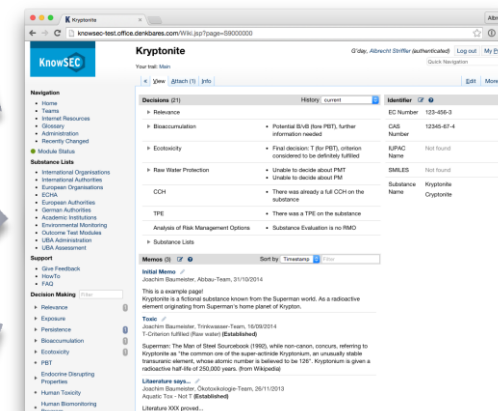 Kryptonite
Albr
knowsec-test.office.denkbares.com/Wiki.jsp?page=S9000000
KnowSEC
Kryptonite
G'day, Albrecht Striffler (authenticated) Log out My P
Your trail: Main
Quick Navigation
View Attach (1) Info
Edit More
Navigation
Home
Teams
Internet Resources
Glossary
Administration
Recently Changed
Module Status
Substance Lists
International Organisations
International Authorities
European Organisations
ECHA
European Authorities
German Authorities
Academic Institutions
Environmental Monitoring
Outcome Test Modules
UBA Administration
UBA Assessment
Support
Give Feedback
HowTo
FAQ
Decision Making Filter
Relevance
Exposure
Persistence
Bioaccumulation
Ecotoxicity
PBT
Endocrine Disrupting
Properties
Human Toxicity
Human Biomonitoring
Program
Decisions (21) History current
Relevance
Bioaccumulation
Potential B/vB (fore PBT), further
information needed
Ecotoxicity
Final decision: T (for PBT), criterion
considered to be definitely fulfilled
Raw Water Protection
Unable to decide about PMT
Unable to decide about PM
CCH
There was already a full CCH on the
substance
TPE
There was a TPE on the substance
Analysis of Risk Management Options
Substance Evaluation is no RMO
Substance Lists
Memos (3) Sort by Timestamp Filter
Initial Memo
Joachim Baumeister, Abbau-Team, 31/10/2014
This is a example page!
Kryptonite is a fictional substance known from the Superman world. As a radioactive
element originating from Superman's home planet of Krypton.
Toxic
Joachim Baumeister, Trinkwasser-Team, 16/09/2014
T-Criterion fulfilled (Raw water) (Established)
Superman: The Man of Steel Sourcebook (1992), while non-canon, concurs, referring to
Kryptonite as "the common ore of the super-actinide Kryptonium, an unusually stable
transuranic element, whose atomic number is believed to be 126". Kryptonium is given a
radioactive half-life of 250,000 years. (from Wikipedia)
Litaerature says...
Joachim Baumeister, Ökotoxikologie-Team, 26/11/2013
Aquatic Tox - Not T (Established)
Literature XXX proved...
Identifier
EC Number 123-456-3
CAS
Number
12345-67-4
IUPAC
Name
Not found
SMILES Not found
Substance
Name
Kryptonite
Cryptonite